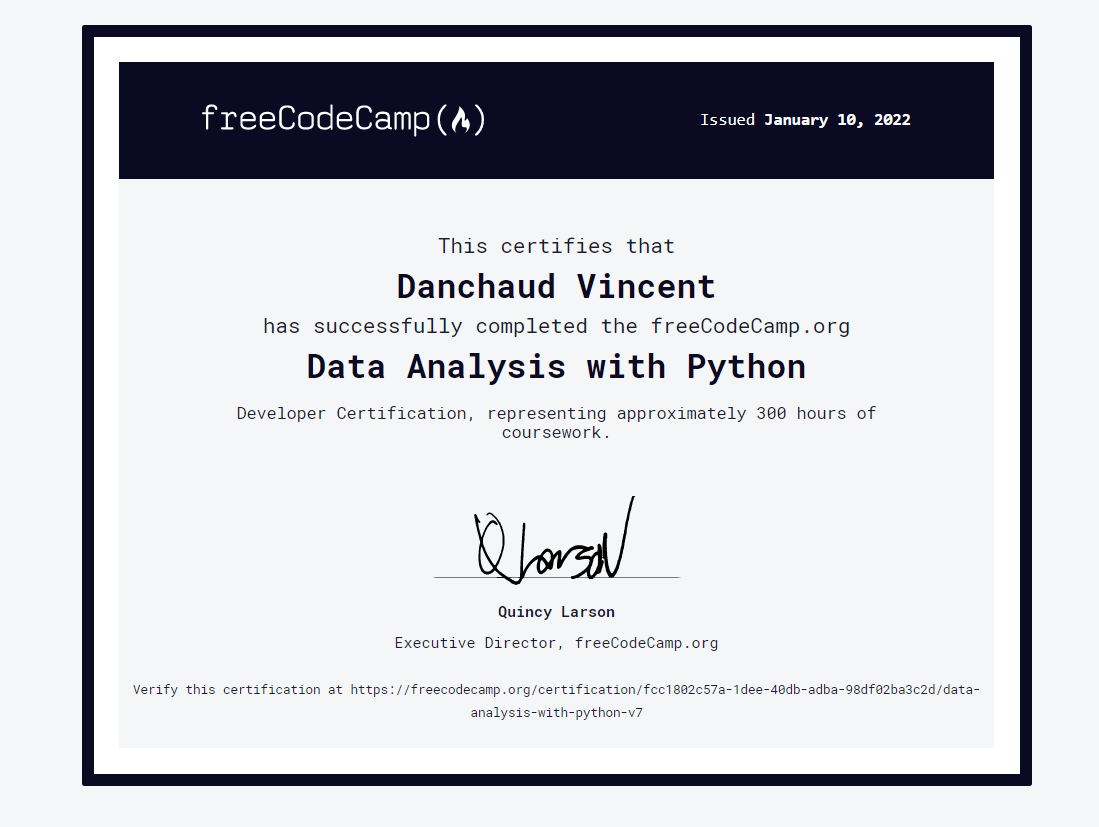 freeCodeCamp(🔥)
Issued January 10, 2022
This certifies that
Danchaud Vincent
has successfully completed the freeCodeCamp.org
Data Analysis with Python
Developer Certification, representing approximately 300 hours of
coursework.
Q Larson
Quincy Larson
Executive Director, freeCodeCamp.org
Verify this certification at https://freecodecamp.org/certification/fcc1802c57a-1dee-40db-adba-98df02ba3c2d/data-
analysis-with-python-v7